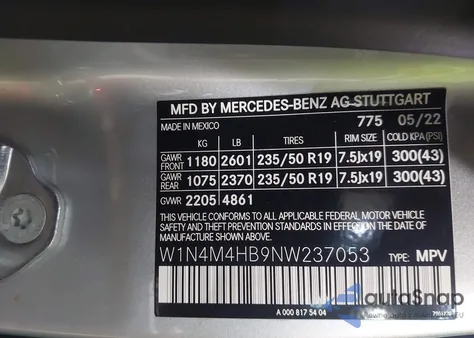 MFD BY MERCEDES-BENZ AG STUTTGART
MADE IN MEXICO 775 05/22
KG LB TIRES RIM SIZE COLD KPA (PSI)
GAWR FRONT 1180 2601 235/50 R19 7.5Jx19 300(43)
GAWR REAR 1075 2370 235/50 R19 7.5Jx19 300(43)
GVWR 2205 4861
THIS VEHICLE CONFORMS TO ALL APPLICABLE FEDERAL MOTOR VEHICLE
SAFETY AND THEFT PREVENTION STANDARDS IN EFFECT ON THE DATE OF
MANUFACTURE SHOWN ABOVE.
W1N4M4HB9NW237053 TYPE: MPV
A 000 817 54 04
autoSnap